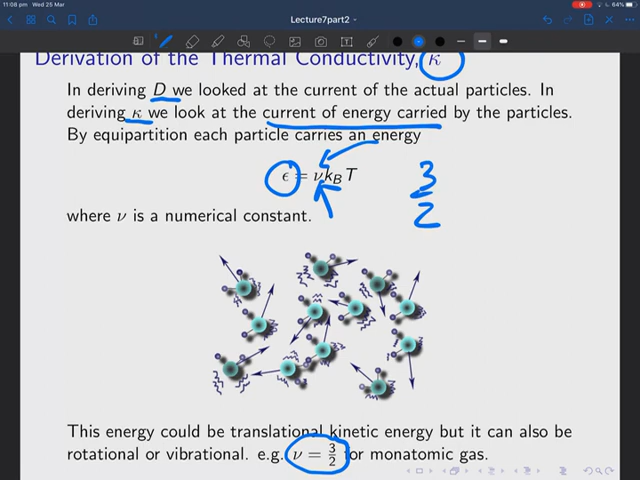 11:08 pm Wed 25 Mar
64%
Lecture7part2
Derivation of the Thermal Conductivity, κ
In deriving D we looked at the current of the actual particles. In
deriving κ we look at the current of energy carried by the particles.
By equipartition each particle carries an energy
ϵ = νk_BT
3
2
where ν is a numerical constant.
This energy could be translational kinetic energy but it can also be
rotational or vibrational. e.g. ν = 3/2 for monatomic gas.